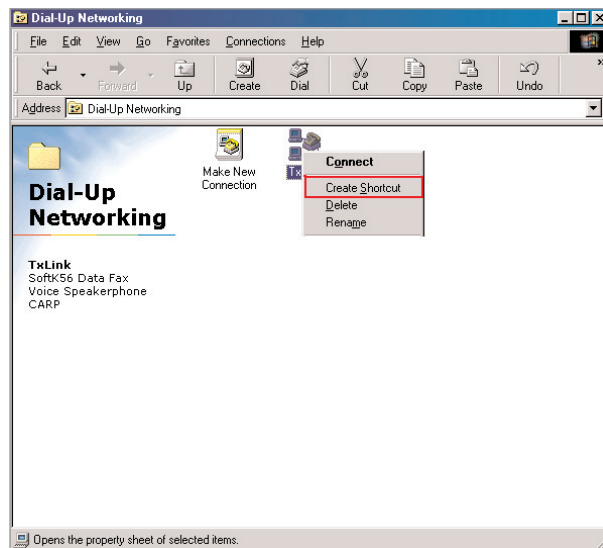 Dial-Up Networking
File Edit View Go Favorites Connections Help
Back Forward Up Create Dial Cut Copy Paste Undo »
Address Dial-Up Networking
Make New
Connection
Tx
Connect
Create Shortcut
Delete
Rename
Dial-Up
Networking
TxLink
SoftK56 Data Fax
Voice Speakerphone
CARP
Opens the property sheet of selected items.